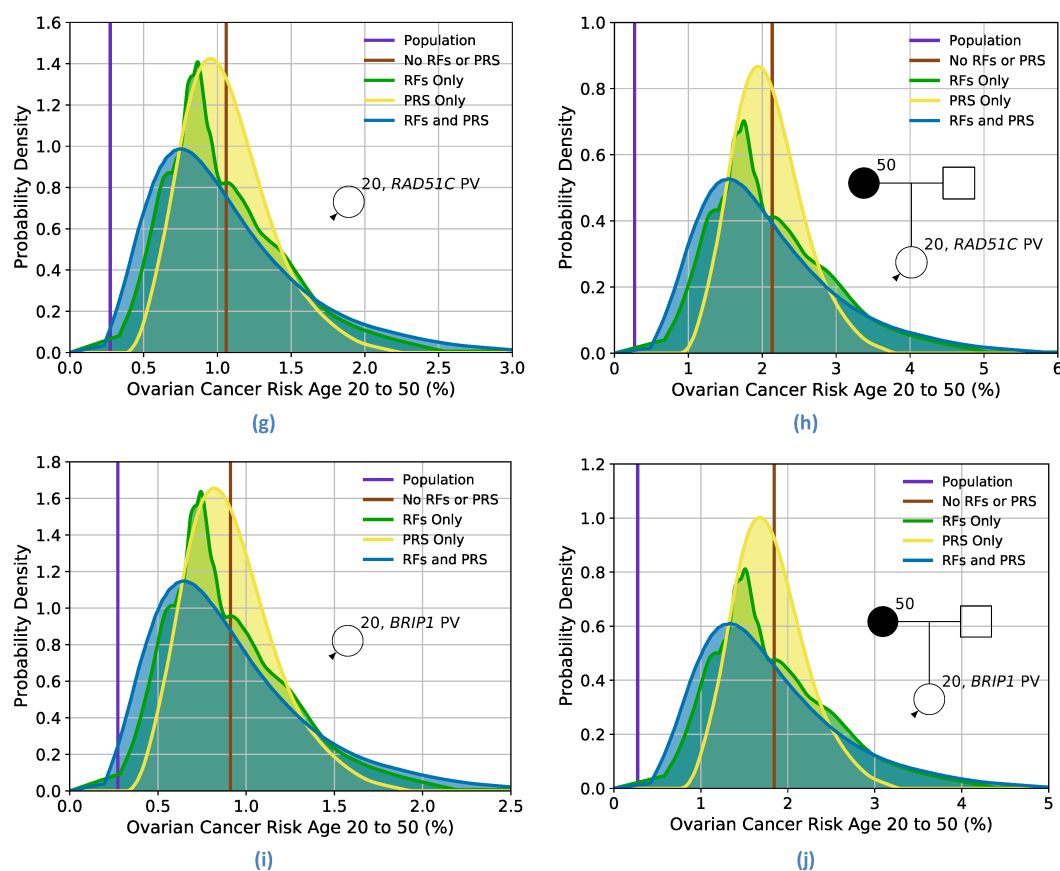 1.6
1.4
1.2
1.0
0.8
0.6
0.4
0.2
0.0
Probability Density
Population
No RFs or PRS
RFs Only
PRS Only
RFs and PRS
20, RAD51C PV
0.0 0.5 1.0 1.5 2.0 2.5 3.0
Ovarian Cancer Risk Age 20 to 50 (%)
(g)
1.0
0.8
0.6
0.4
0.2
0.0
Probability Density
Population
No RFs or PRS
RFs Only
PRS Only
RFs and PRS
50
20, RAD51C PV
0 1 2 3 4 5 6
Ovarian Cancer Risk Age 20 to 50 (%)
(h)
1.8
1.6
1.4
1.2
1.0
0.8
0.6
0.4
0.2
0.0
Probability Density
Population
No RFs or PRS
RFs Only
PRS Only
RFs and PRS
20, BRIP1 PV
0.0 0.5 1.0 1.5 2.0 2.5
Ovarian Cancer Risk Age 20 to 50 (%)
(i)
1.2
1.0
0.8
0.6
0.4
0.2
0.0
Probability Density
Population
No RFs or PRS
RFs Only
PRS Only
RFs and PRS
50
20, BRIP1 PV
0 1 2 3 4 5
Ovarian Cancer Risk Age 20 to 50 (%)
(j)